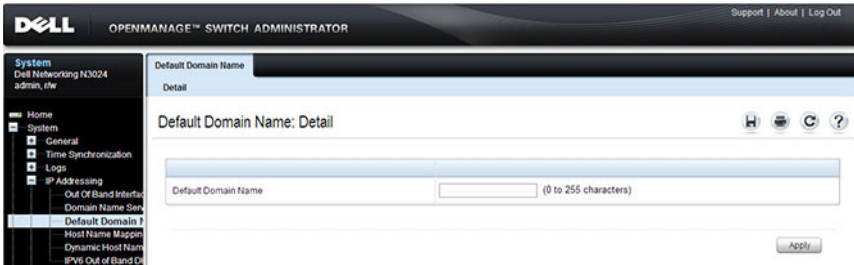 DELL OPENMANAGE™ SWITCH ADMINISTRATOR
Support | About | Log Out
System
Dell Networking N3024
admin, r/w
Home
System
General
Time Synchronization
Logs
IP Addressing
Out Of Band Interfac
Domain Name Serv
Default Domain N
Host Name Mappin
Dynamic Host Nam
IPV6 Out of Band D
Default Domain Name
Detail
Default Domain Name: Detail
Default Domain Name (0 to 255 characters)
Apply